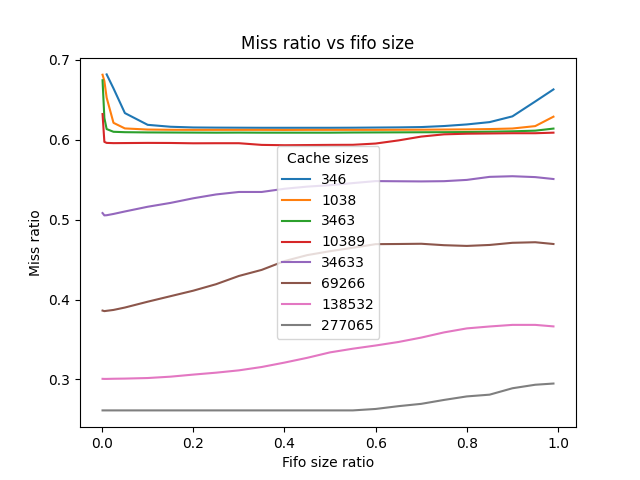 Miss ratio vs fifo size
0.7
0.6
0.5
0.4
0.3
Miss ratio
Cache sizes
346
1038
3463
10389
34633
69266
138532
277065
0.0 0.2 0.4 0.6 0.8 1.0
Fifo size ratio